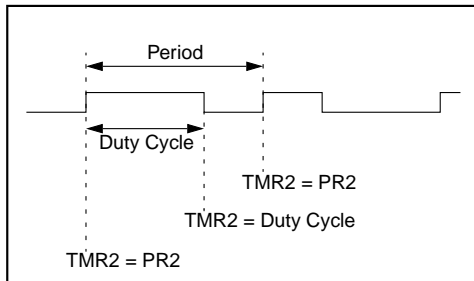 Period
Duty Cycle
TMR2 = PR2
TMR2 = Duty Cycle
TMR2 = PR2